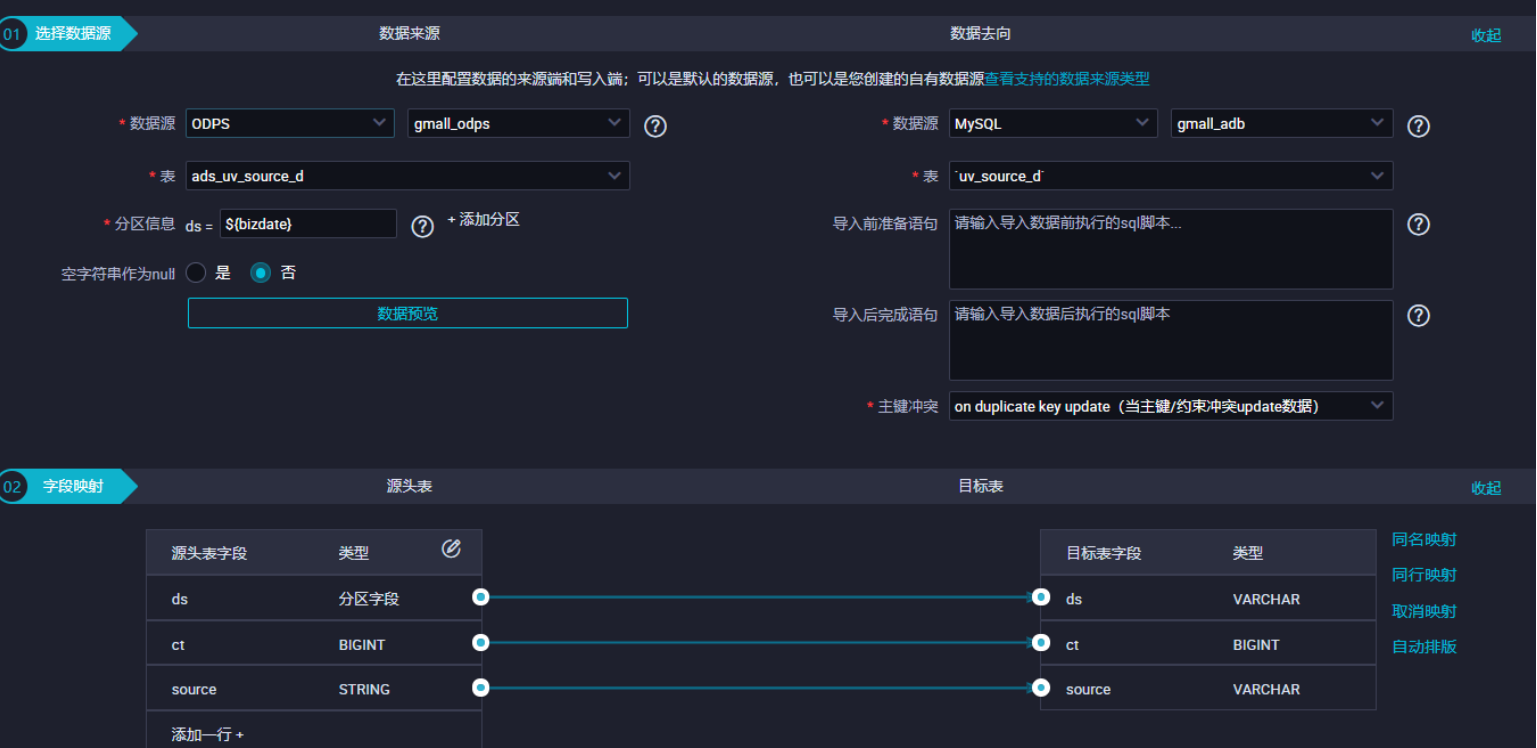 01 选择数据源 数据来源 数据去向 收起
在这里配置数据的来源端和写入端；可以是默认的数据源，也可以是您创建的自有数据源查看支持的数据来源类型
* 数据源 ODPS gmall_odps ? * 数据源 MySQL gmall_adb ?
* 表 ads_uv_source_d * 表 `uv_source_d`
* 分区信息 ds = ${bizdate} ? + 添加分区 导入前准备语句 请输入导入数据前执行的sql脚本... ?
空字符串作为null 是 否
数据预览 导入后完成语句 请输入导入数据后执行的sql脚本 ?
* 主键冲突 on duplicate key update（当主键/约束冲突update数据）
02 字段映射 源头表 目标表 收起
源头表字段 类型 目标表字段 类型 同名映射
ds 分区字段 ds VARCHAR 同行映射
ct BIGINT ct BIGINT 取消映射
source STRING source VARCHAR 自动排版
添加一行 +